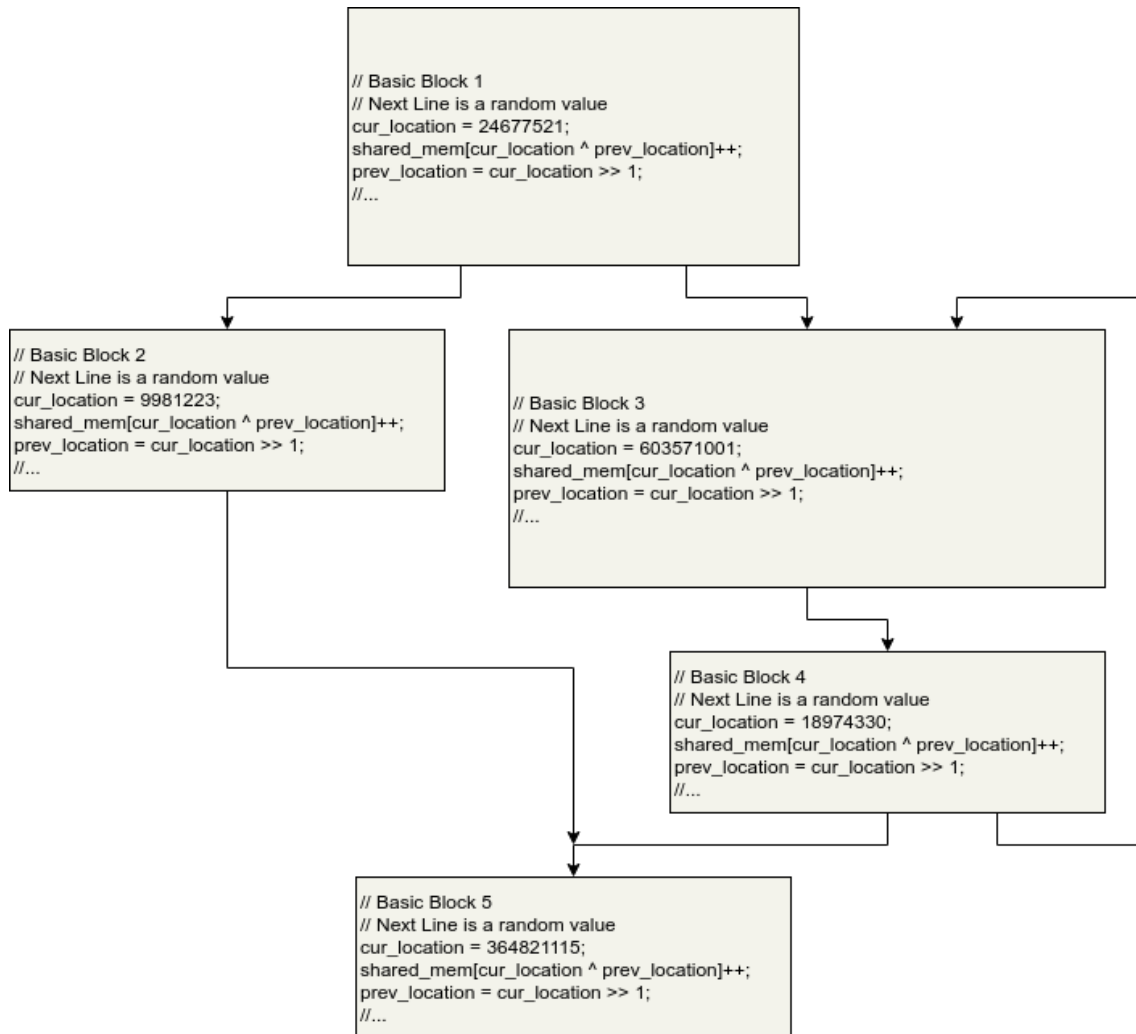 // Basic Block 1
// Next Line is a random value
cur_location = 24677521;
shared_mem[cur_location ^ prev_location]++;
prev_location = cur_location >> 1;
//...
// Basic Block 2
// Next Line is a random value
cur_location = 9981223;
shared_mem[cur_location ^ prev_location]++;
prev_location = cur_location >> 1;
//...
// Basic Block 3
// Next Line is a random value
cur_location = 603571001;
shared_mem[cur_location ^ prev_location]++;
prev_location = cur_location >> 1;
//...
// Basic Block 4
// Next Line is a random value
cur_location = 18974330;
shared_mem[cur_location ^ prev_location]++;
prev_location = cur_location >> 1;
//...
// Basic Block 5
// Next Line is a random value
cur_location = 364821115;
shared_mem[cur_location ^ prev_location]++;
prev_location = cur_location >> 1;
//...